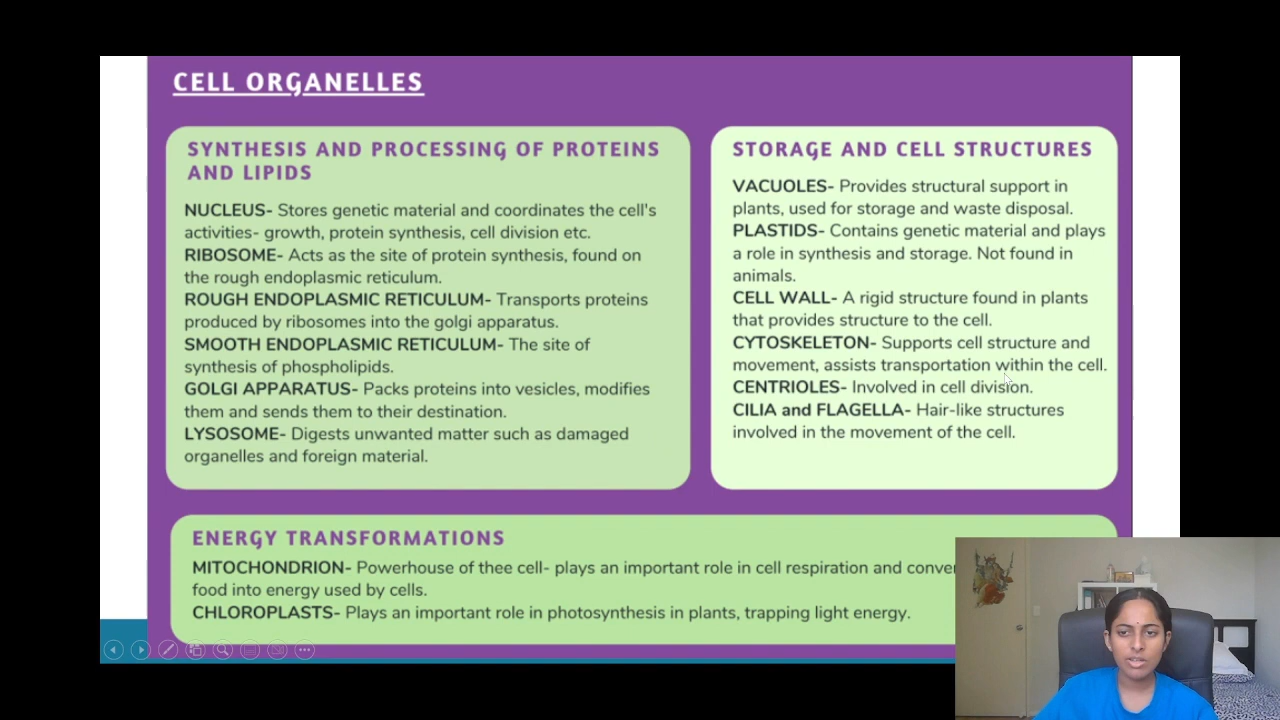 CELL ORGANELLES
SYNTHESIS AND PROCESSING OF PROTEINS
AND LIPIDS
NUCLEUS- Stores genetic material and coordinates the cell's
activities- growth, protein synthesis, cell division etc.
RIBOSOME- Acts as the site of protein synthesis, found on
the rough endoplasmic reticulum.
ROUGH ENDOPLASMIC RETICULUM- Transports proteins
produced by ribosomes into the golgi apparatus.
SMOOTH ENDOPLASMIC RETICULUM- The site of
synthesis of phospholipids.
GOLGI APPARATUS- Packs proteins into vesicles, modifies
them and sends them to their destination.
LYSOSOME- Digests unwanted matter such as damaged
organelles and foreign material.
STORAGE AND CELL STRUCTURES
VACUOLES- Provides structural support in
plants, used for storage and waste disposal.
PLASTIDS- Contains genetic material and plays
a role in synthesis and storage. Not found in
animals.
CELL WALL- A rigid structure found in plants
that provides structure to the cell.
CYTOSKELETON- Supports cell structure and
movement, assists transportation within the cell.
CENTRIOLES- Involved in cell division.
CILIA and FLAGELLA- Hair-like structures
involved in the movement of the cell.
ENERGY TRANSFORMATIONS
MITOCHONDRION- Powerhouse of thee cell- plays an important role in cell respiration and
food into energy used by cells.
CHLOROPLASTS- Plays an important role in photosynthesis in plants, trapping light energy.